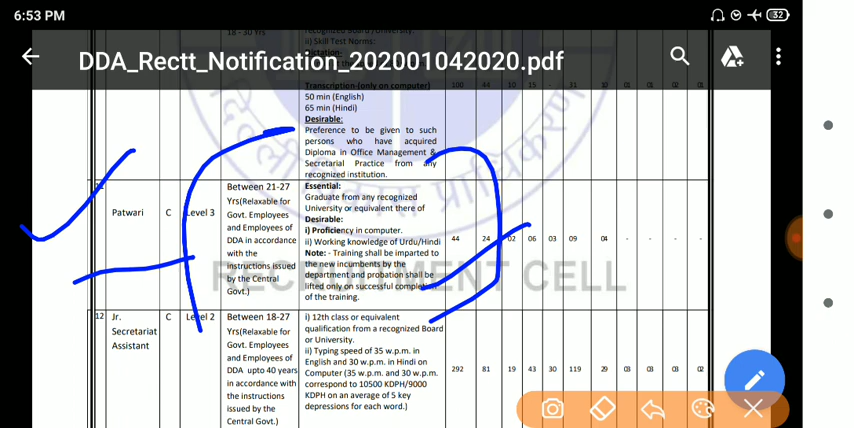 6:53 PM
32
DDA_Rectt_Notification_202001042020.pdf
18 - 30 Yrs
recognized Board /University.
ii) Skill Test Norms:
Dictation-
Transcription-(only on computer)
50 min (English)
65 min (Hindi)
Desirable:
Preference to be given to such
persons who have acquired
Diploma in Office Management &
Secretarial Practice from any
recognized institution.
100 44 10 15 - 31 10 01 01 02 01
Patwari
C
Level 3
Between 21-27
Yrs(Relaxable for
Govt. Employees
and Employees of
DDA in accordance
with the
instructions issued
by the Central
Govt.)
Essential:
Graduate from any recognized
University or equivalent there of
Desirable:
i) Proficiency in computer.
ii) Working knowledge of Urdu/Hindi
Note: - Training shall be imparted to
the new incumbents by the
department and probation shall be
lifted only on successful completion
of the training.
44 24 02 06 03 09 04 - - - -
12
Jr.
Secretariat
Assistant
C
Level 2
Between 18-27
Yrs(Relaxable for
Govt. Employees
and Employees of
DDA upto 40 years
in accordance with
the instructions
issued by the
Central Govt.)
i) 12th class or equivalent
qualification from a recognized Board
or University.
ii) Typing speed of 35 w.p.m. in
English and 30 w.p.m. in Hindi on
Computer (35 w.p.m. and 30 w.p.m.
correspond to 10500 KDPH/9000
KDPH on an average of 5 key
depressions for each word.)
292 81 19 43 30 119 29 03 03 03 02
RECRUITMENT CELL
दिल्ली विकास प्राधिकरण